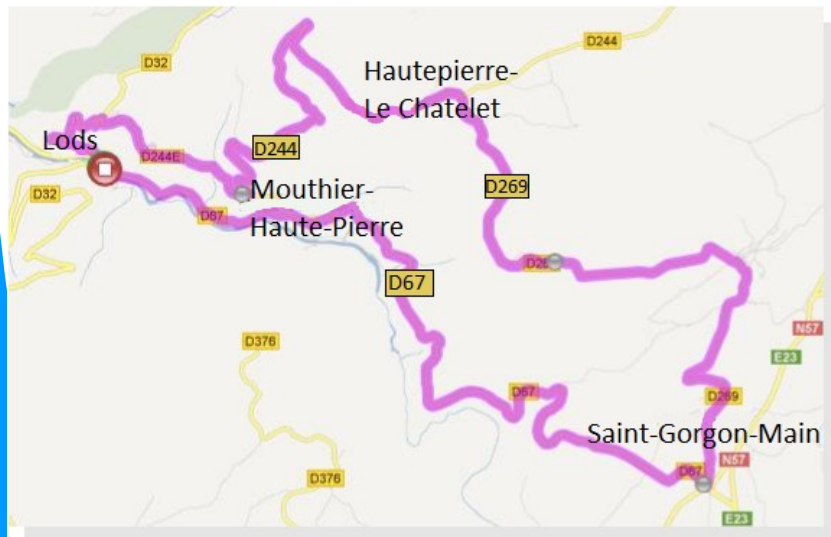 D32
D244
Hautepierre-
Le Chatelet
Lods
D244E
D244
D32
D67
Mouthier-
Haute-Pierre
D269
D67
D376
N57
E23
D67
D269
Saint-Gorgon-Main
D67
N57
D376
E23